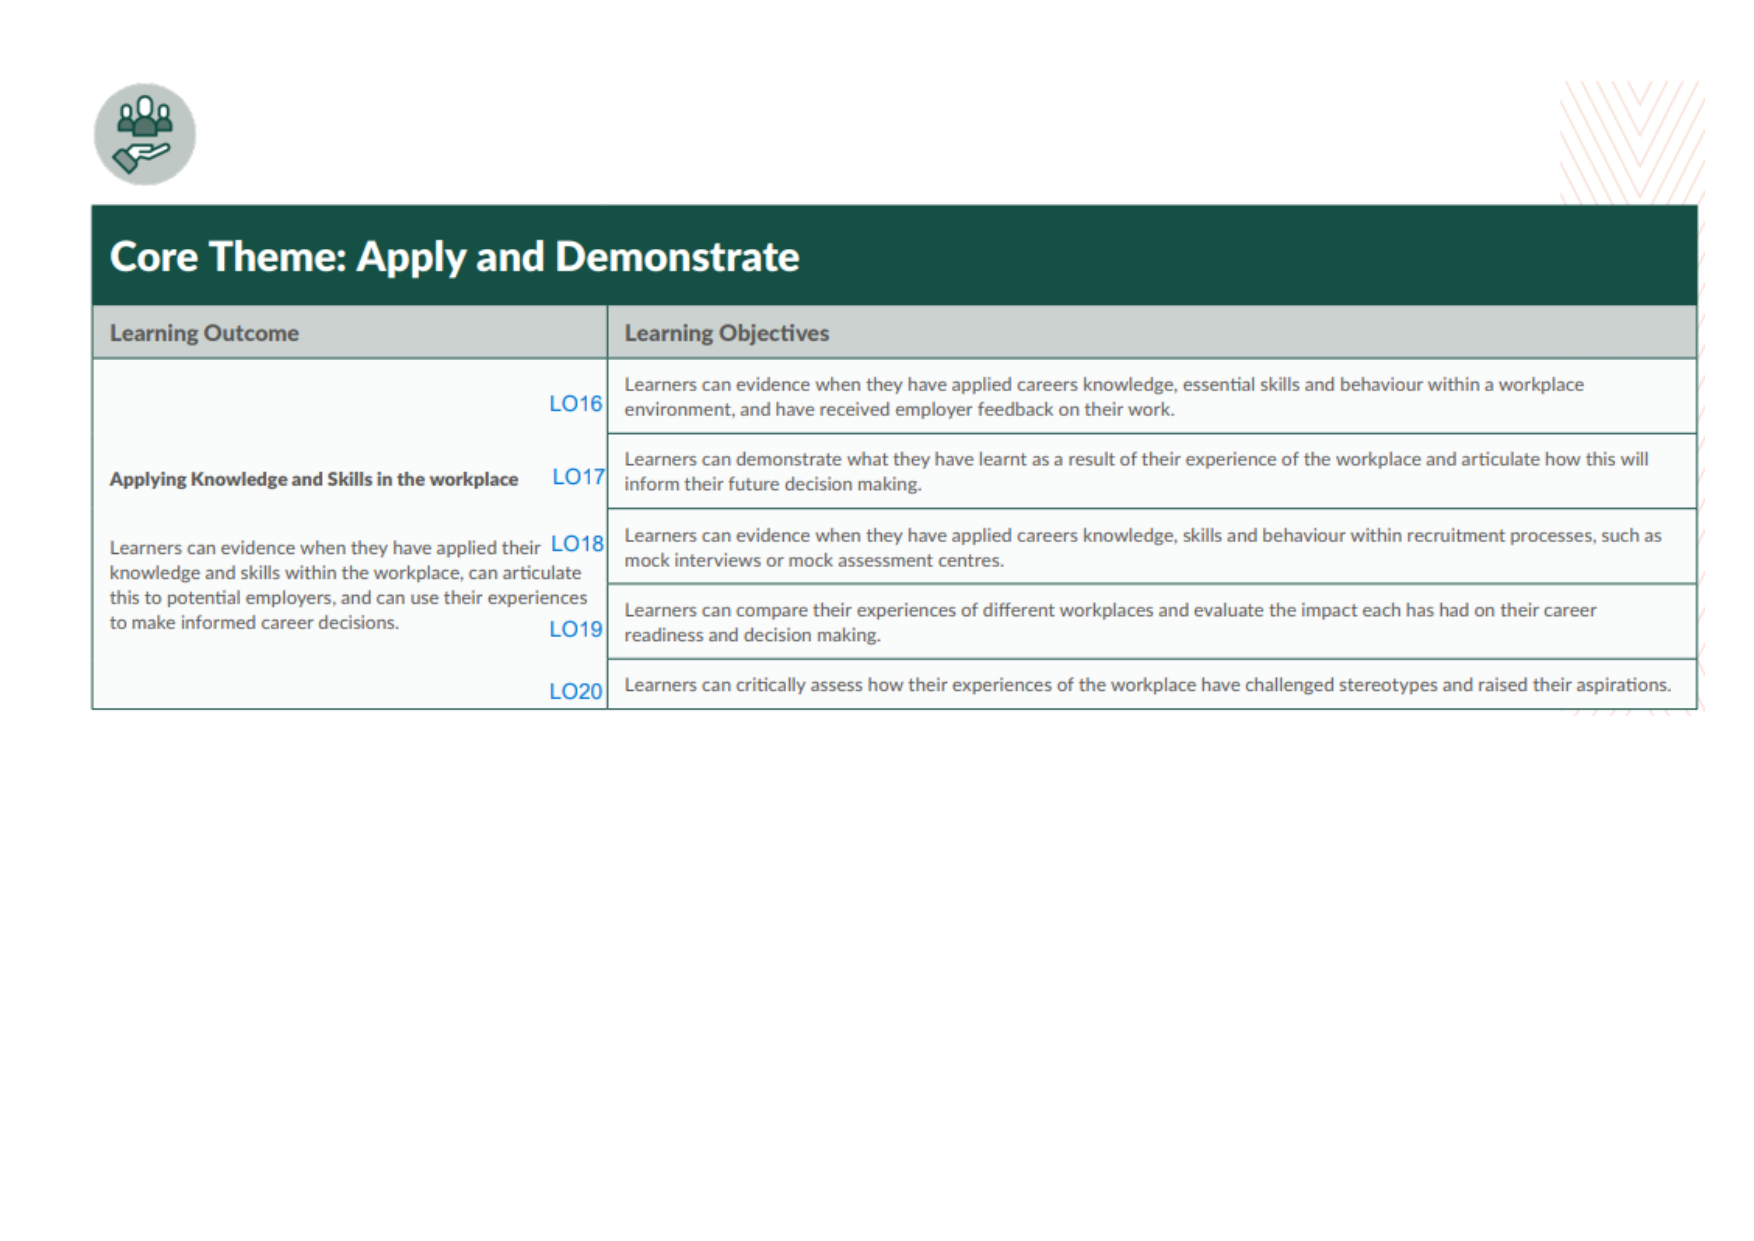 Core Theme: Apply and Demonstrate
Learning Outcome
Learning Objectives
Applying Knowledge and Skills in the workplace
Learners can evidence when they have applied their
knowledge and skills within the workplace, can articulate
this to potential employers, and can use their experiences
to make informed career decisions.
LO16
Learners can evidence when they have applied careers knowledge, essential skills and behaviour within a workplace
environment, and have received employer feedback on their work.
LO17
Learners can demonstrate what they have learnt as a result of their experience of the workplace and articulate how this will
inform their future decision making.
LO18
Learners can evidence when they have applied careers knowledge, skills and behaviour within recruitment processes, such as
mock interviews or mock assessment centres.
LO19
Learners can compare their experiences of different workplaces and evaluate the impact each has had on their career
readiness and decision making.
LO20
Learners can critically assess how their experiences of the workplace have challenged stereotypes and raised their aspirations.